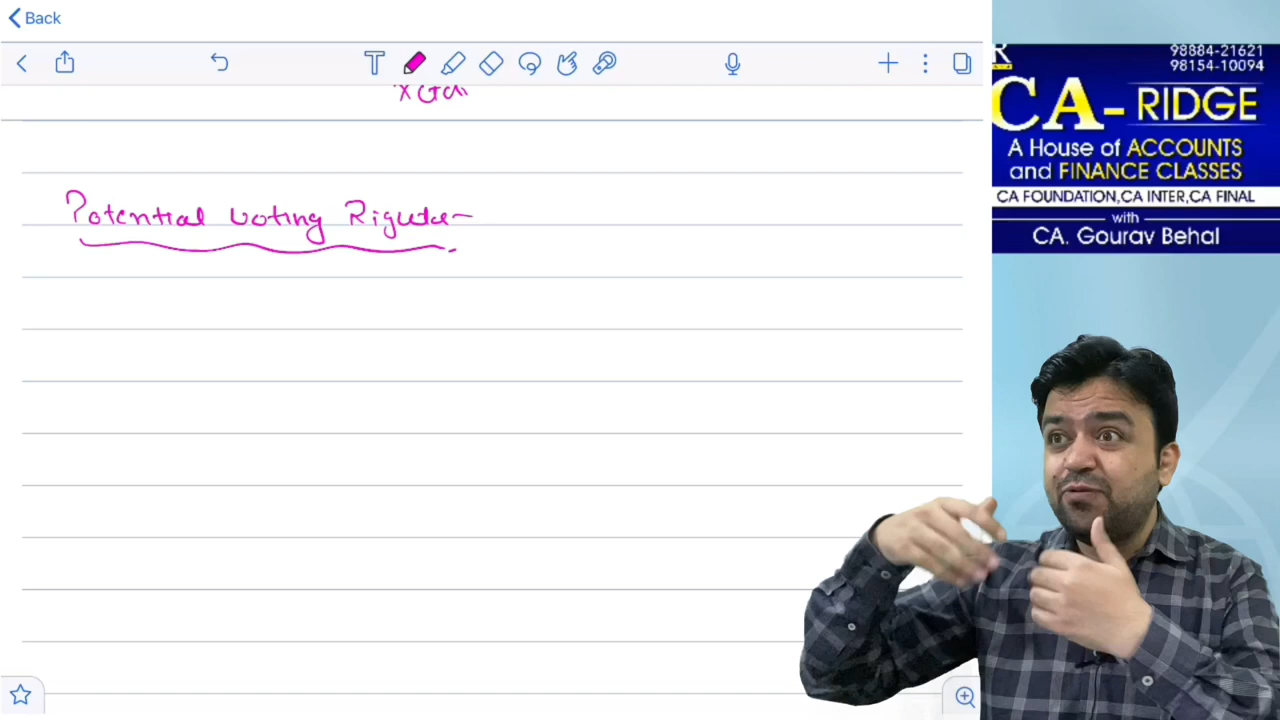 Back
98884-21621
98154-10094
R
CA-RIDGE
A House of ACCOUNTS
and FINANCE CLASSES
CA FOUNDATION,CA INTER,CA FINAL
with
CA. Gourav Behal
T
Potential Voting Rights-